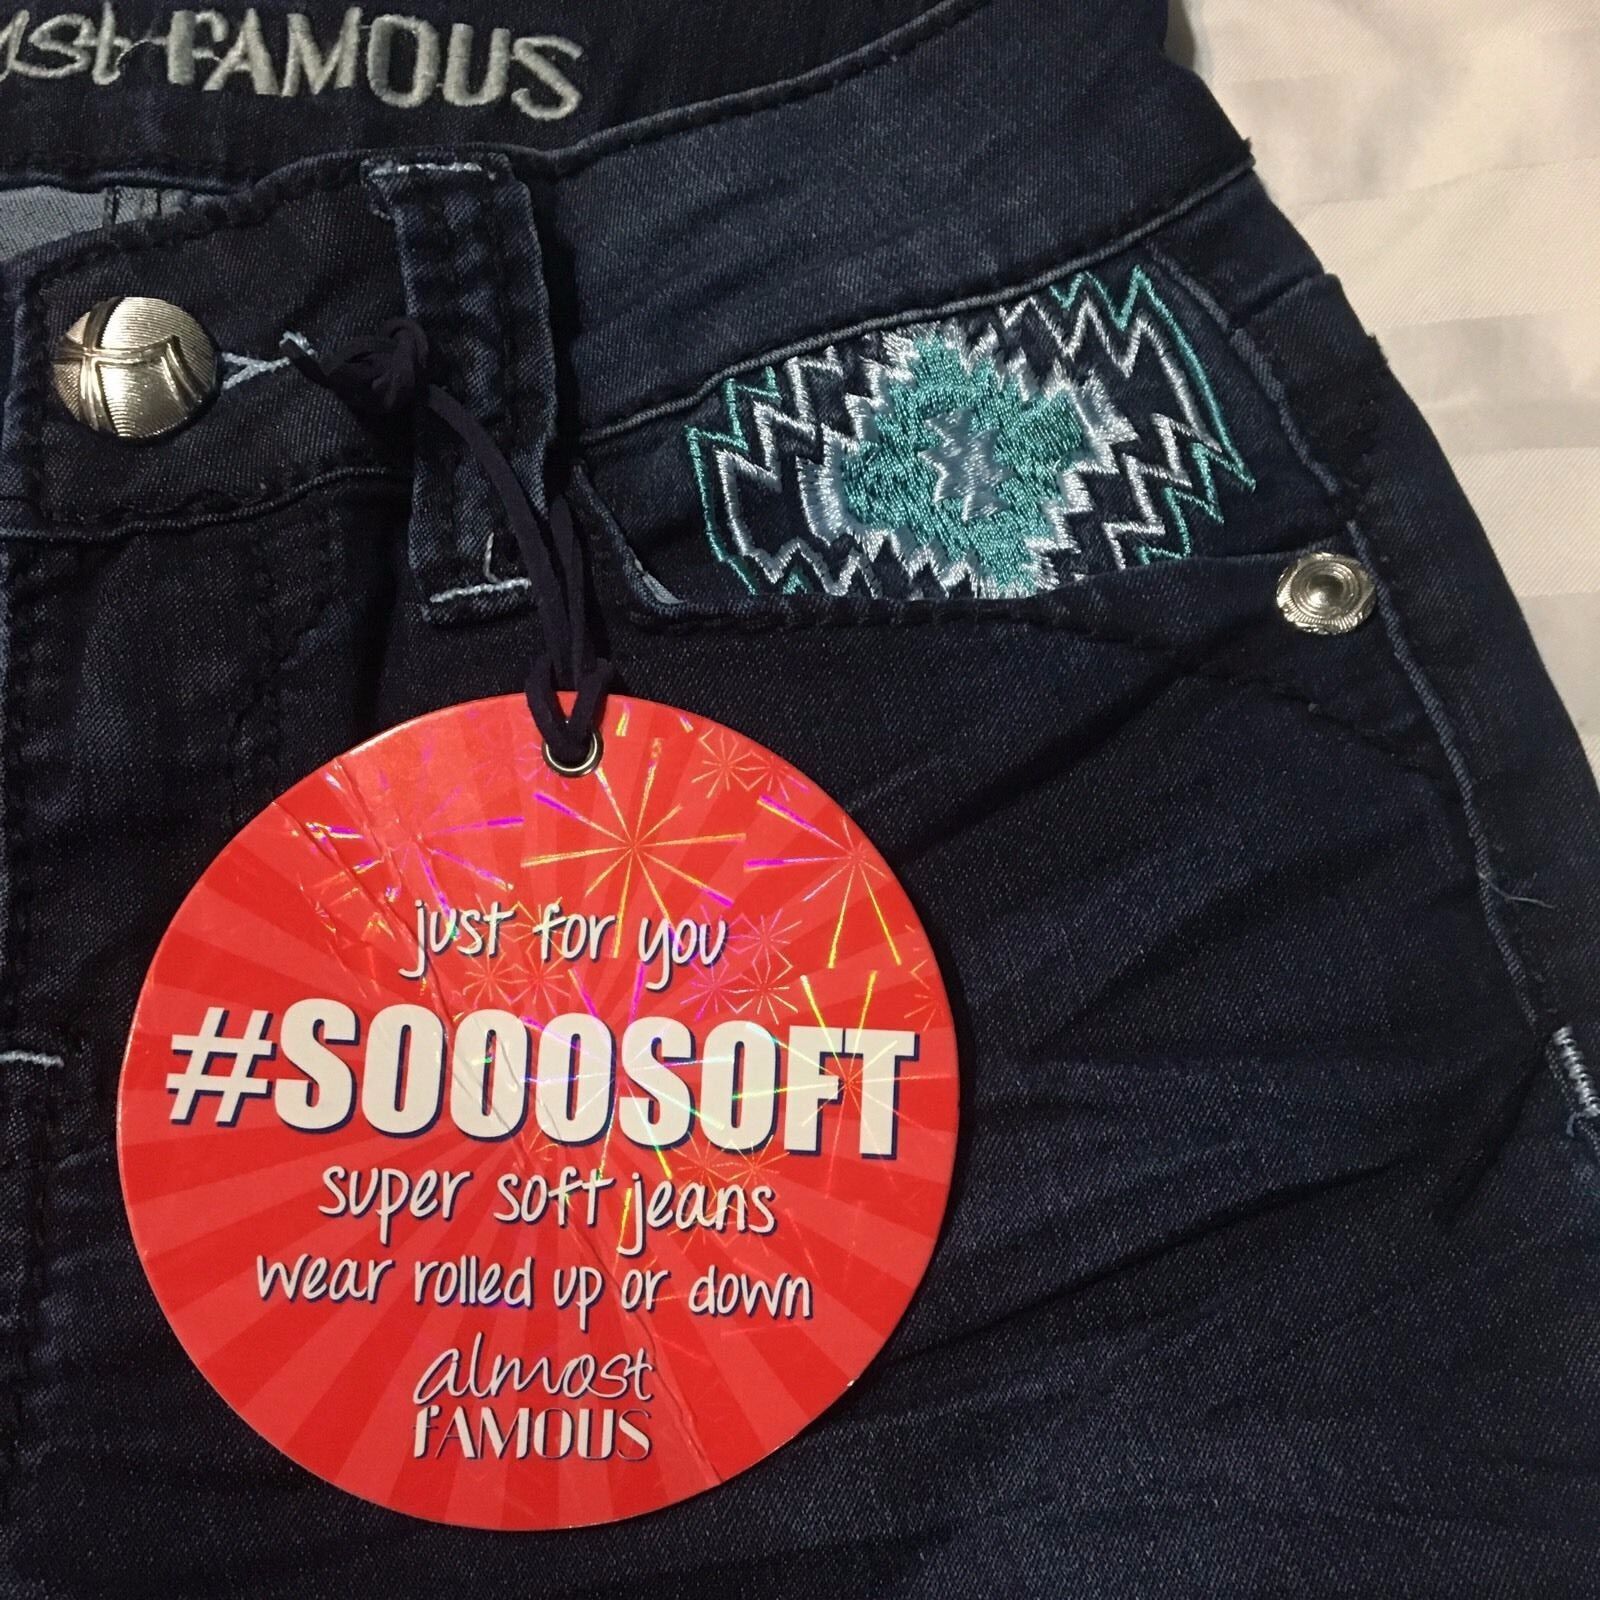 FAMOUS
just for you
#SOOOSOFT
super soft jeans
wear rolled up or down
almost
FAMOUS